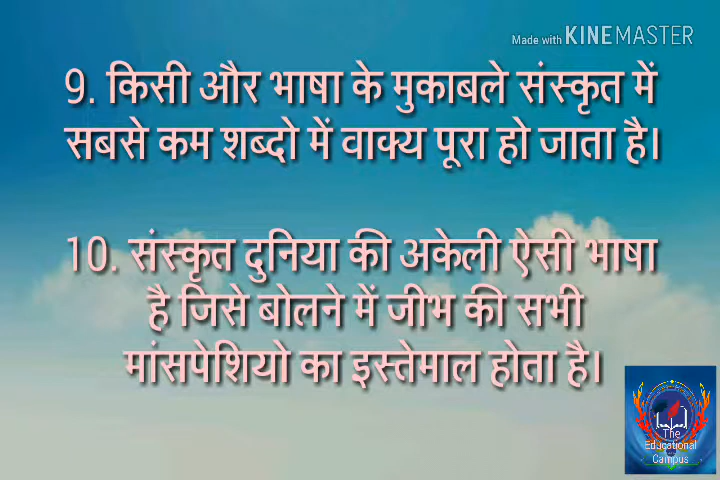 Made with KINEMASTER
9. किसी और भाषा के मुकाबले संस्कृत में
सबसे कम शब्दो में वाक्य पूरा हो जाता है।
10. संस्कृत दुनिया की अकेली ऐसी भाषा
है जिसे बोलने में जीभ की सभी
मांसपेशियो का इस्तेमाल होता है।
The
Educational
Campus